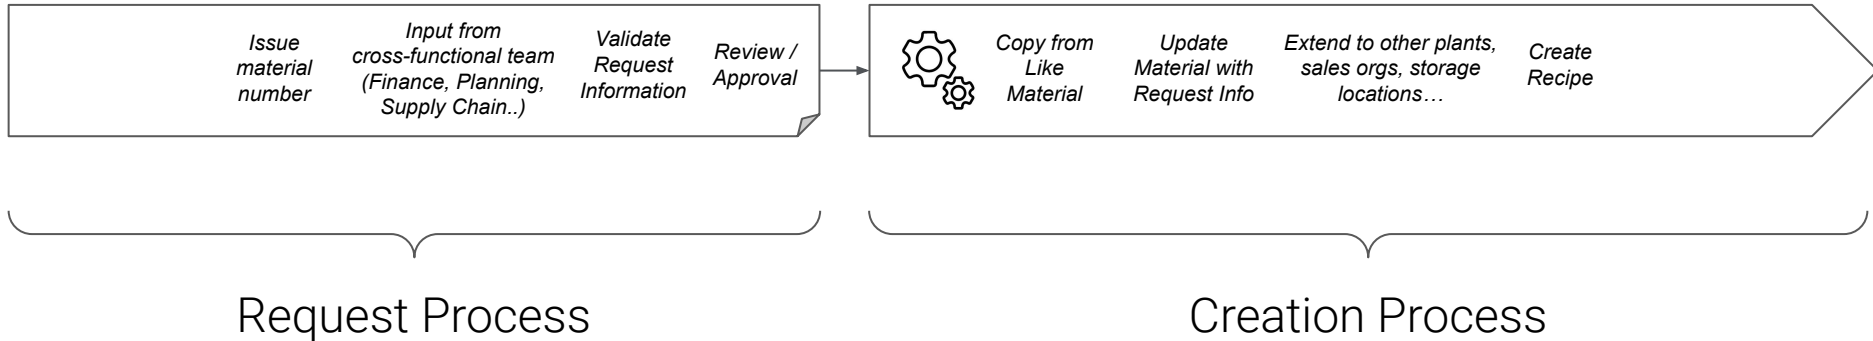 Issue
material
number
Input from
cross-functional team
(Finance, Planning,
Supply Chain..)
Validate
Request
Information
Review /
Approval
Copy from
Like
Material
Update
Material with
Request Info
Extend to other plants,
sales orgs, storage
locations…
Create
Recipe
Request Process
Creation Process